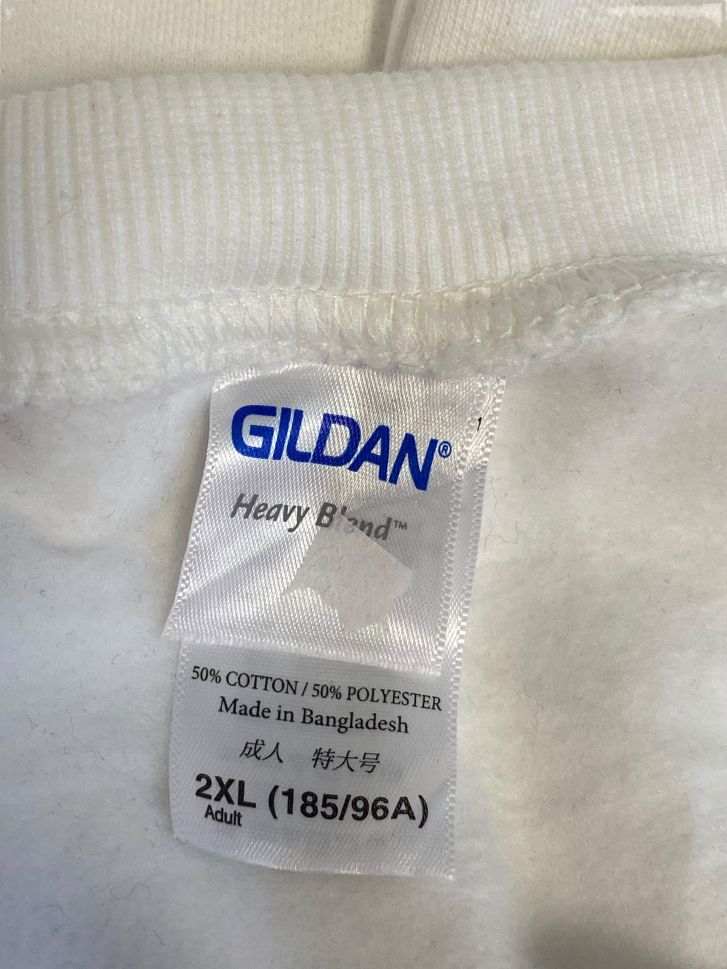 GILDAN®
Heavy Blend™
50% COTTON / 50% POLYESTER
Made in Bangladesh
成人 特大号
2XL (185/96A)
Adult